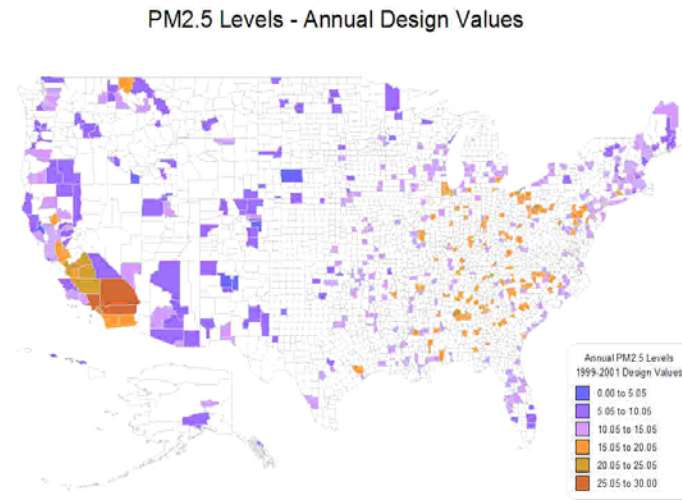 PM2.5 Levels - Annual Design Values
Annual PM2.5 Levels
1999-2001 Design Values
0.00 to 5.05
5.05 to 10.05
10.05 to 15.05
15.05 to 20.05
20.05 to 25.05
25.05 to 30.00